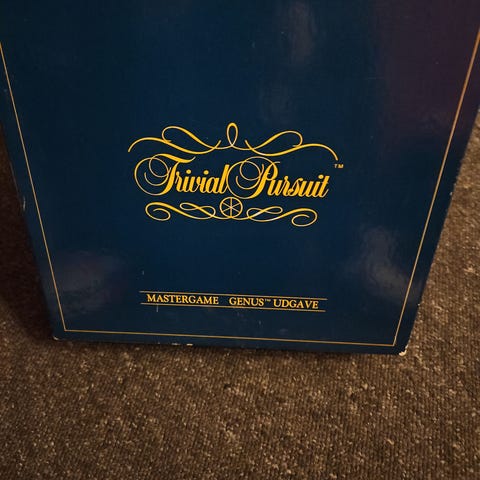 Trivial Pursuit™
MASTERGAME GENUS™ UDGAVE